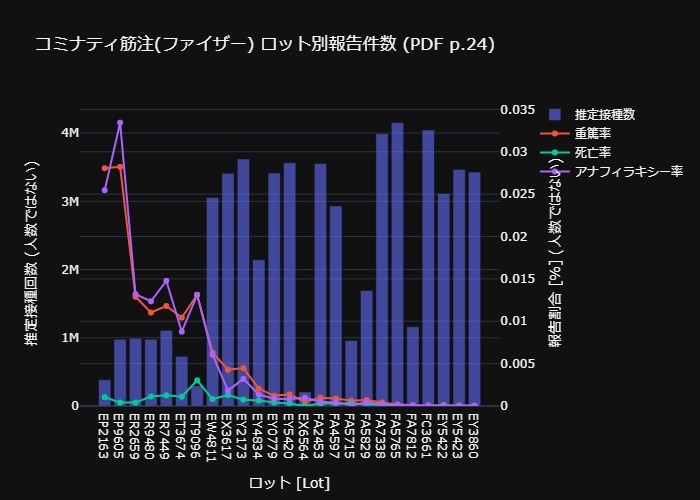 コミナティ筋注(ファイザー) ロット別報告件数 (PDF p.24)
推定接種数
重篤率
死亡率
アナフィラキシー率
推定接種回数 (人数ではない)
4M
3M
2M
1M
0
0.035
0.03
0.025
0.02
0.015
0.01
0.005
0
報告割合 [%] (人数ではない)
EP2163
EP9605
ER2659
ER9480
ER7449
ET3674
ET9096
EW4811
EX3617
EY2173
EY4834
EY0779
EY5420
EX6564
FA2453
FA4597
FA5715
FA5829
FA7338
FA5765
FA7812
FC3661
EY5422
EY5423
EY3860
ロット [Lot]